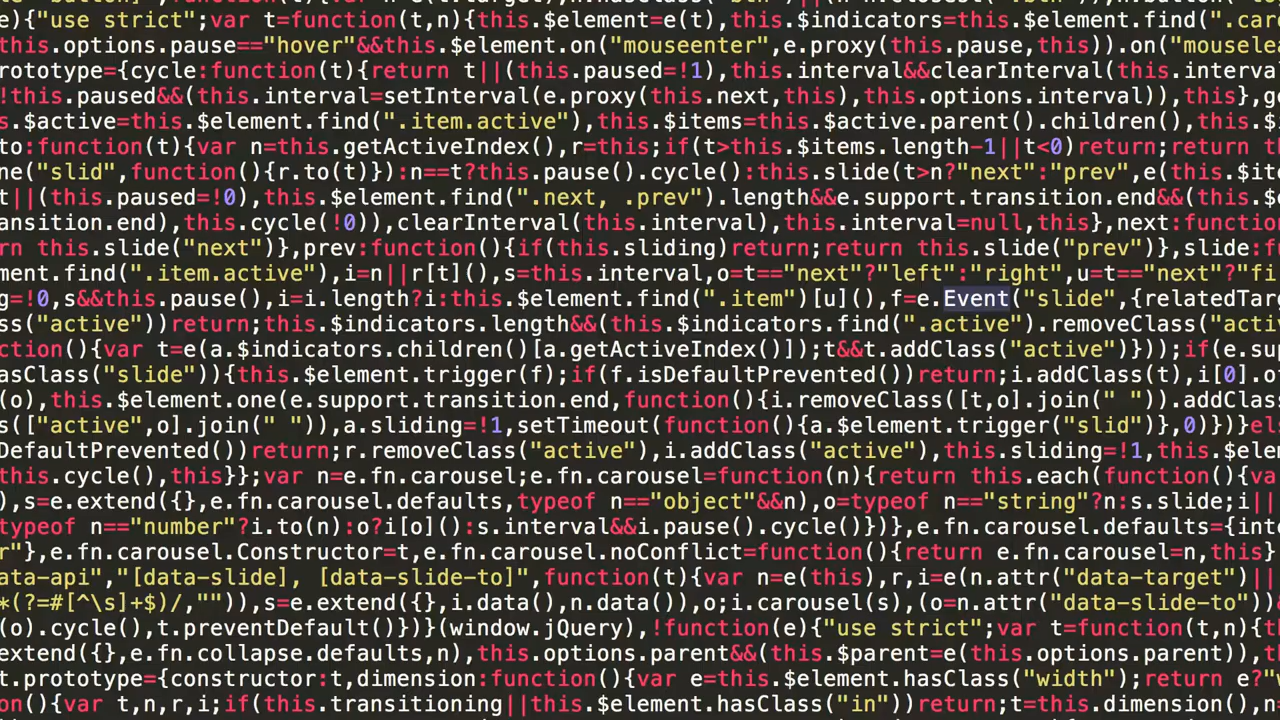 e){"use strict";var t=function(t,n){this.$element=e(t),this.$indicators=this.$element.find(".car
this.options.pause=="hover"&&this.$element.on("mouseenter",e.proxy(this.pause,this)).on("mouselea
rototype={cycle:function(t){return t||(this.paused=!1),this.interval&&clearInterval(this.interva
!this.paused&&(this.interval=setInterval(e.proxy(this.next,this),this.options.interval)),this},ge
s.$active=this.$element.find(".item.active"),this.$items=this.$active.parent().children(),this.$
to:function(t){var n=this.getActiveIndex(),r=this;if(t>this.$items.length-1||t<0)return;return th
ne("slid",function(){r.to(t)}):n==t?this.pause().cycle():this.slide(t>n?"next":"prev",e(this.$ite
t||(this.paused=!0),this.$element.find(".next, .prev").length&&e.support.transition.end&&(this.$
ansition.end),this.cycle(!0)),clearInterval(this.interval),this.interval=null,this},next:function
rn this.slide("next")},prev:function(){if(this.sliding)return;return this.slide("prev")},slide:f
ment.find(".item.active"),i=n||r[t](),s=this.interval,o=t=="next"?"left":"right",u=t=="next"?"fi
g=!0,s&&this.pause(),i=i.length?i:this.$element.find(".item")[u](),f=e.Event("slide",{relatedTar
ss("active"))return;this.$indicators.length&&(this.$indicators.find(".active").removeClass("acti
ction(){var t=e(a.$indicators.children()[a.getActiveIndex()]);t&&t.addClass("active")}));if(e.sup
asClass("slide")){this.$element.trigger(f);if(f.isDefaultPrevented())return;i.addClass(t),i[0].of
(o),this.$element.one(e.support.transition.end,function(){i.removeClass([t,o].join(" ")).addClass
s(["active",o].join(" ")),a.sliding=!1,setTimeout(function(){a.$element.trigger("slid")},0)})}els
DefaultPrevented())return;r.removeClass("active"),i.addClass("active"),this.sliding=!1,this.$elem
this.cycle(),this}};var n=e.fn.carousel;e.fn.carousel=function(n){return this.each(function(){va
),s=e.extend({},e.fn.carousel.defaults,typeof n=="object"&&n),o=typeof n=="string"?n:s.slide;i||
typeof n=="number"?i.to(n):o?i[o]():s.interval&&i.pause().cycle()})},e.fn.carousel.defaults={int
r"},e.fn.carousel.Constructor=t,e.fn.carousel.noConflict=function(){return e.fn.carousel=n,this}
ata-api","[data-slide], [data-slide-to]",function(t){var n=e(this),r,i=e(n.attr("data-target")||
*(?=#[^\s]+$)/,"")),s=e.extend({},i.data(),n.data()),o;i.carousel(s),(o=n.attr("data-slide-to"))&
(o).cycle(),t.preventDefault()})}(window.jQuery),!function(e){"use strict";var t=function(t,n){th
extend({},e.fn.collapse.defaults,n),this.options.parent&&(this.$parent=e(this.options.parent)),th
t.prototype={constructor:t,dimension:function(){var e=this.$element.hasClass("width");return e?"w
on(){var t,n,r,i;if(this.transitioning||this.$element.hasClass("in"))return;t=this.dimension(),n=